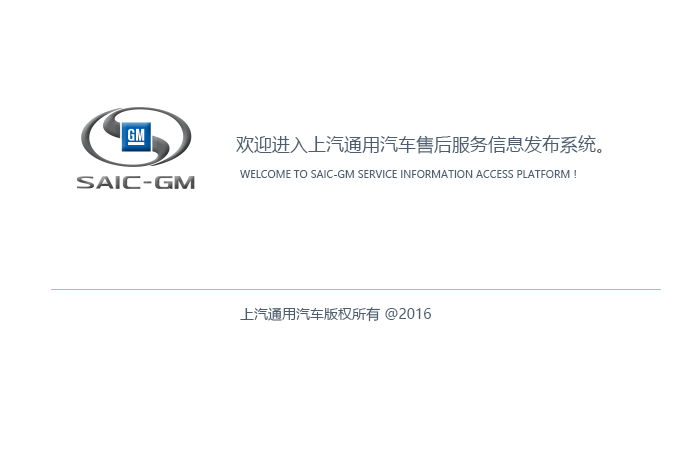 GM
SAIC-GM
欢迎进入上汽通用汽车售后服务信息发布系统。
WELCOME TO SAIC-GM SERVICE INFORMATION ACCESS PLATFORM !
上汽通用汽车版权所有 @2016